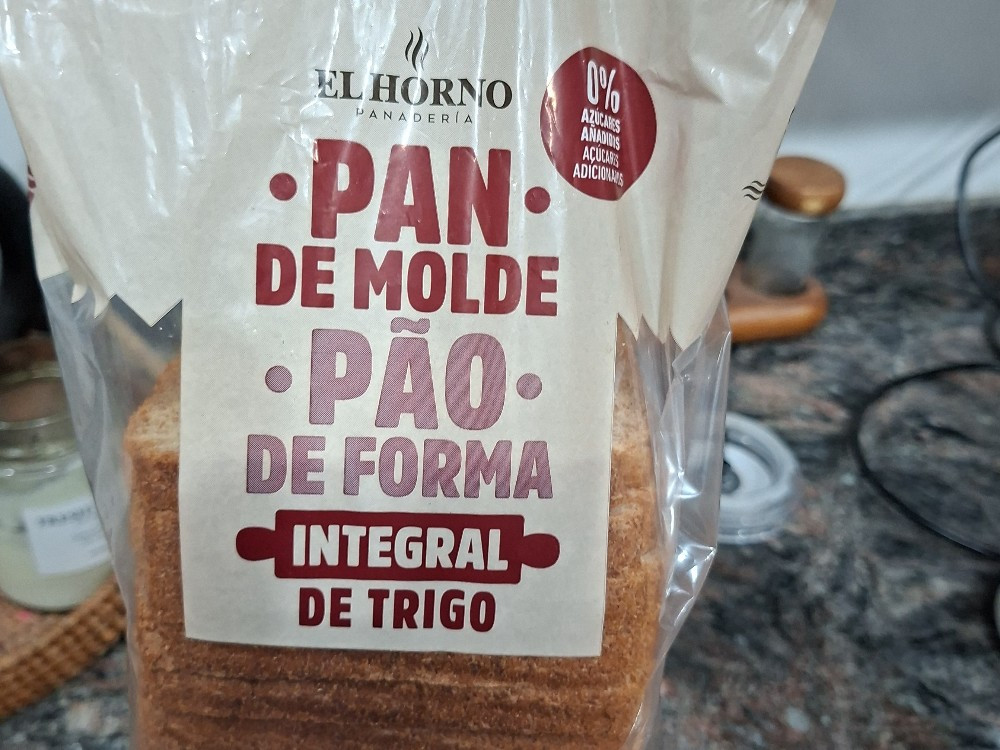 EL HORNO
PANADERÍA
0%
AZÚCARES
AÑADIDOS
AÇÚCARES
ADICIONADOS
PAN
DE MOLDE
PÃO
DE FORMA
INTEGRAL
DE TRIGO